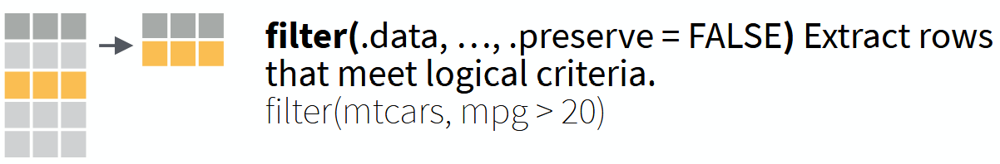 filter(.data, …, .preserve = FALSE) Extract rows
that meet logical criteria.
filter(mtcars, mpg > 20)